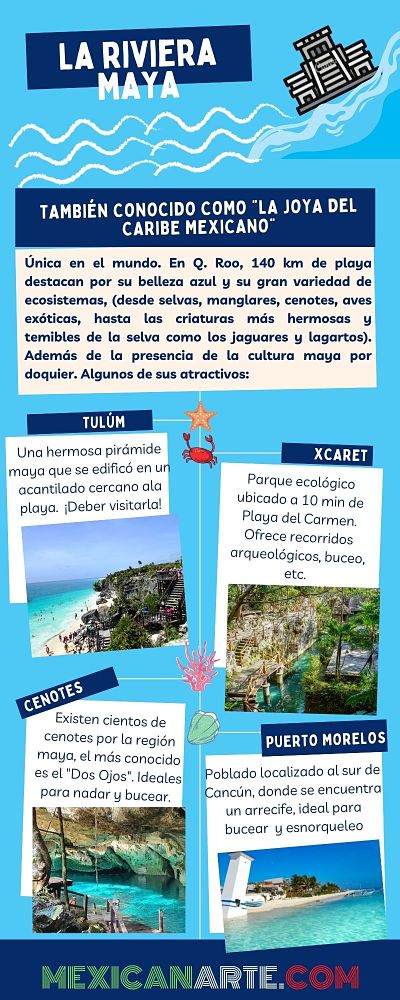 LA RIVIERA
MAYA
TAMBIÉN CONOCIDO COMO "LA JOYA DEL
CARIBE MEXICANO"
Única en el mundo. En Q. Roo, 140 km de playa
destacan por su belleza azul y su gran variedad de
ecosistemas, (desde selvas, manglares, cenotes, aves
exóticas, hasta las criaturas más hermosas y
temibles de la selva como los jaguares y lagartos).
Además de la presencia de la cultura maya por
doquier. Algunos de sus atractivos:
TULÚM
Una hermosa pirámide
maya que se edificó en un
acantilado cercano ala
playa. ¡Deber visitarla!
XCARET
Parque ecológico
ubicado a 10 min de
Playa del Carmen.
Ofrece recorridos
arqueológicos, buceo,
etc.
CENOTES
Existen cientos de
cenotes por la región
maya, el más conocido
es el "Dos Ojos". Ideales
para nadar y bucear.
PUERTO MORELOS
Poblado localizado al sur de
Cancún, donde se encuentra
un arrecife, ideal para
bucear y esnorqueleo
MEXICANARTE.COM